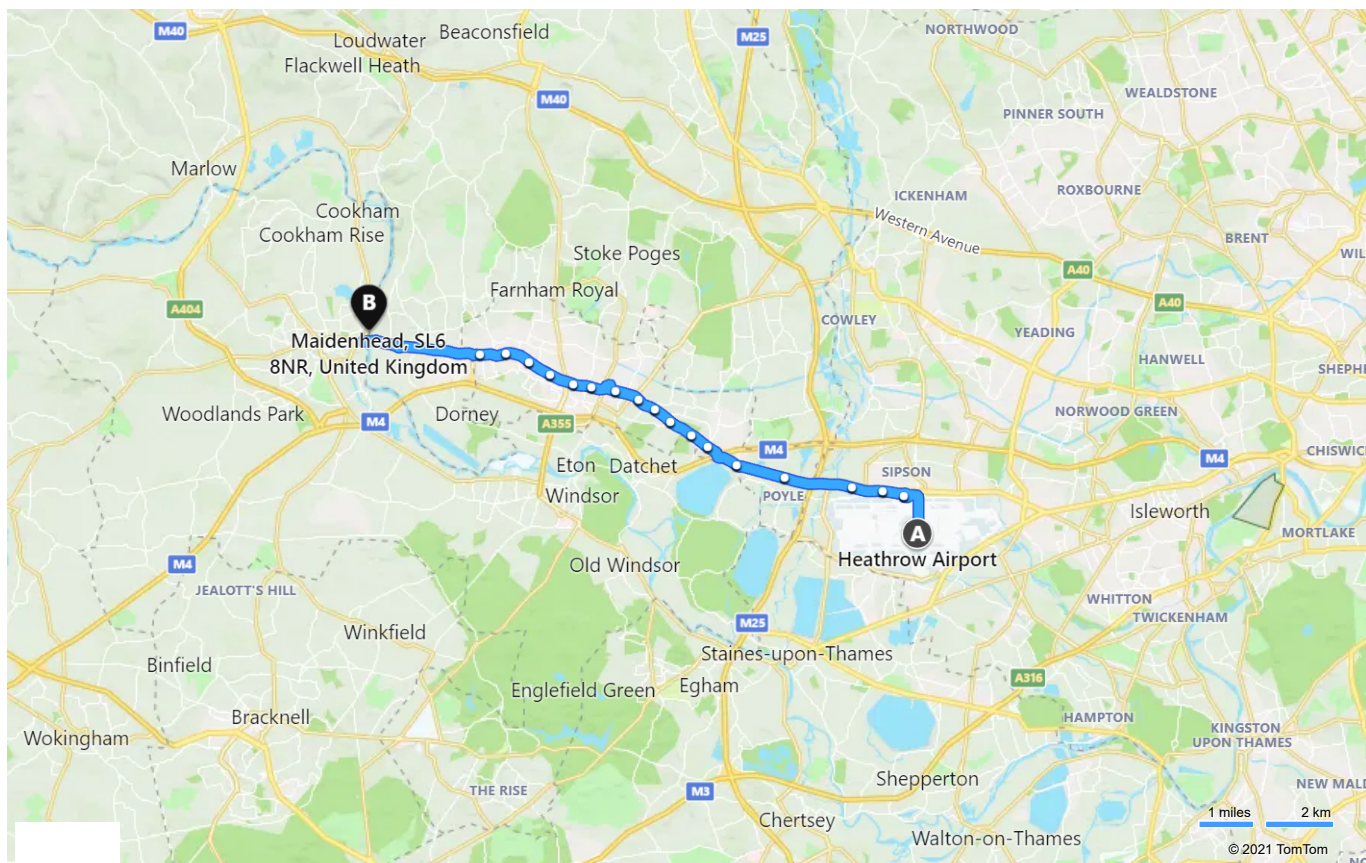 M40
Loudwater
Beaconsfield
M25
NORTHWOOD
Flackwell Heath
M40
WEALDSTONE
PINNER SOUTH
Marlow
ICKENHAM
ROXBOURNE
Cookham
Cookham Rise
Western Avenue
BRENT
Stoke Poges
A40
Farnham Royal
A40
B
A404
COWLEY
YEADING
Maidenhead, SL6
8NR, United Kingdom
HANWELL
Woodlands Park
M4
Dorney
A355
NORWOOD GREEN
M4
Eton
Datchet
SIPSON
M4
Windsor
POYLE
Isleworth
A
MORTLAKE
Heathrow Airport
M4
Old Windsor
JEALOTT'S HILL
WHITTON
TWICKENHAM
M25
Winkfield
Binfield
Staines-upon-Thames
A316
Englefield Green
Egham
Bracknell
HAMPTON
Wokingham
KINGSTON
UPON THAMES
THE RISE
M3
Shepperton
Chertsey
Walton-on-Thames
1 miles
2 km
© 2021 TomTom